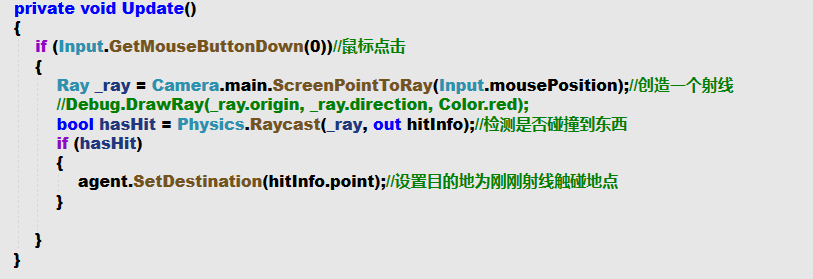 private void Update()
{
if (Input.GetMouseButtonDown(0))//鼠标点击
{
Ray _ray = Camera.main.ScreenPointToRay(Input.mousePosition);//创造一个射线
//Debug.DrawRay(_ray.origin, _ray.direction, Color.red);
bool hasHit = Physics.Raycast(_ray, out hitInfo);//检测是否碰撞到东西
if (hasHit)
{
agent.SetDestination(hitInfo.point);//设置目的地为刚刚射线触碰地点
}
}
}